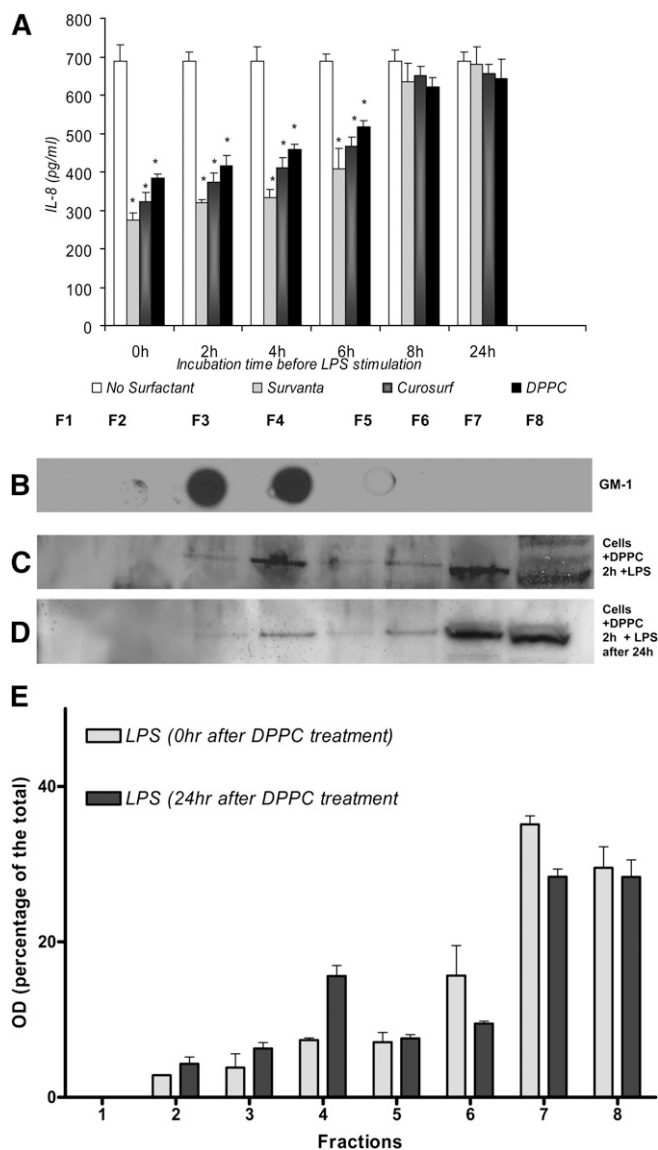 A
IL-8 (pg/ml)
800
700
600
500
400
300
200
100
0
* * *
* * *
* * *
* * *
0h 2h 4h 6h 8h 24h
Incubation time before LPS stimulation
No Surfactant Survanta Curosurf DPPC
F1 F2 F3 F4 F5 F6 F7 F8
B
GM-1
C
Cells
+DPPC
2h +LPS
D
Cells
+DPPC
2h + LPS
after 24h
E
OD (percentage of the total)
40
20
0
LPS (0hr after DPPC treatment)
LPS (24hr after DPPC treatment
1 2 3 4 5 6 7 8
Fractions